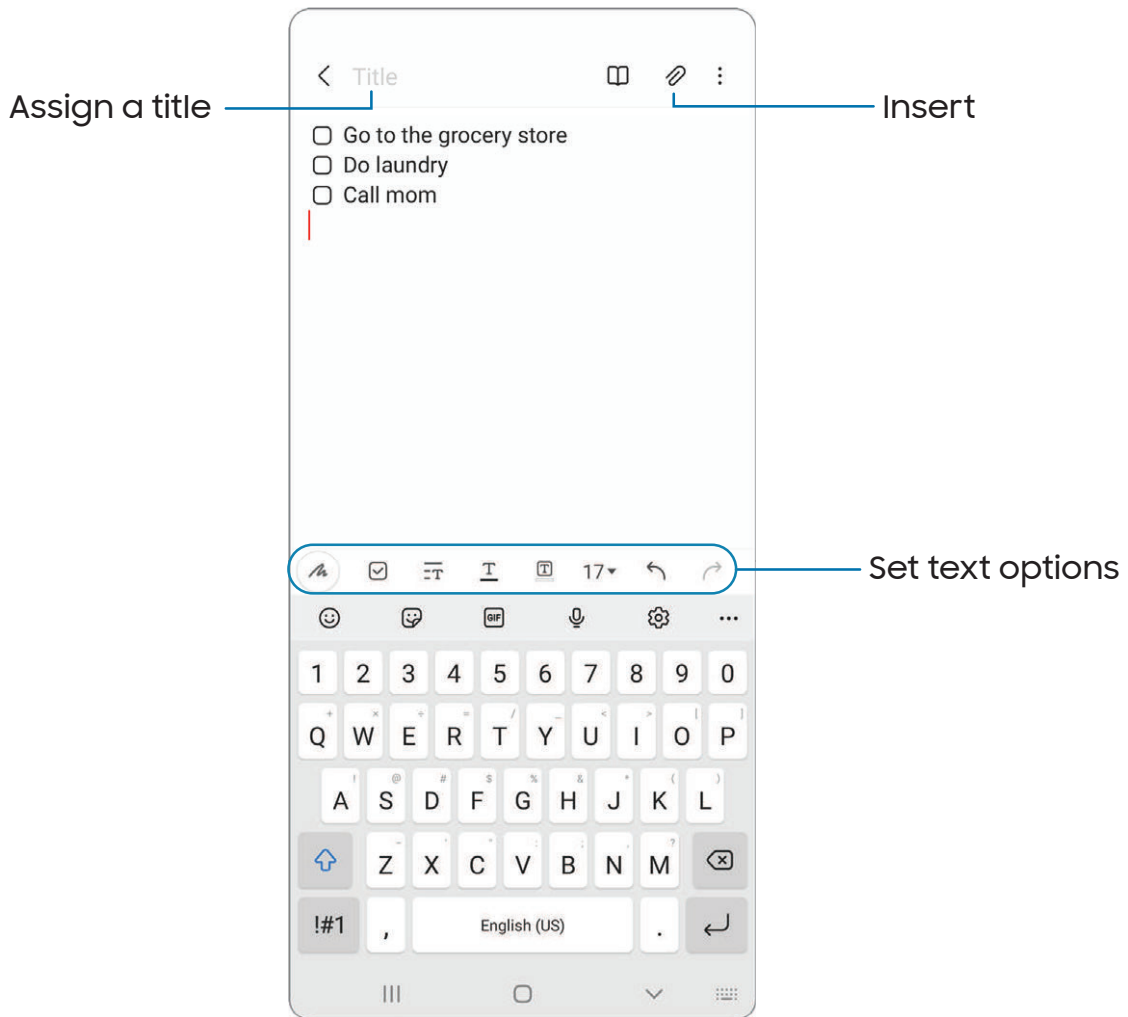 Title
Assign a title
Insert
Go to the grocery store
Do laundry
Call mom
T T T 17
Set text options
GIF
1 2 3 4 5 6 7 8 9 0
+ × ÷ = / _ < > [ ]
Q W E R T Y U I O P
! @ # $ % & * ( )
A S D F G H J K L
- ' " : ; , ?
Z X C V B N M
!#1 , English (US) .